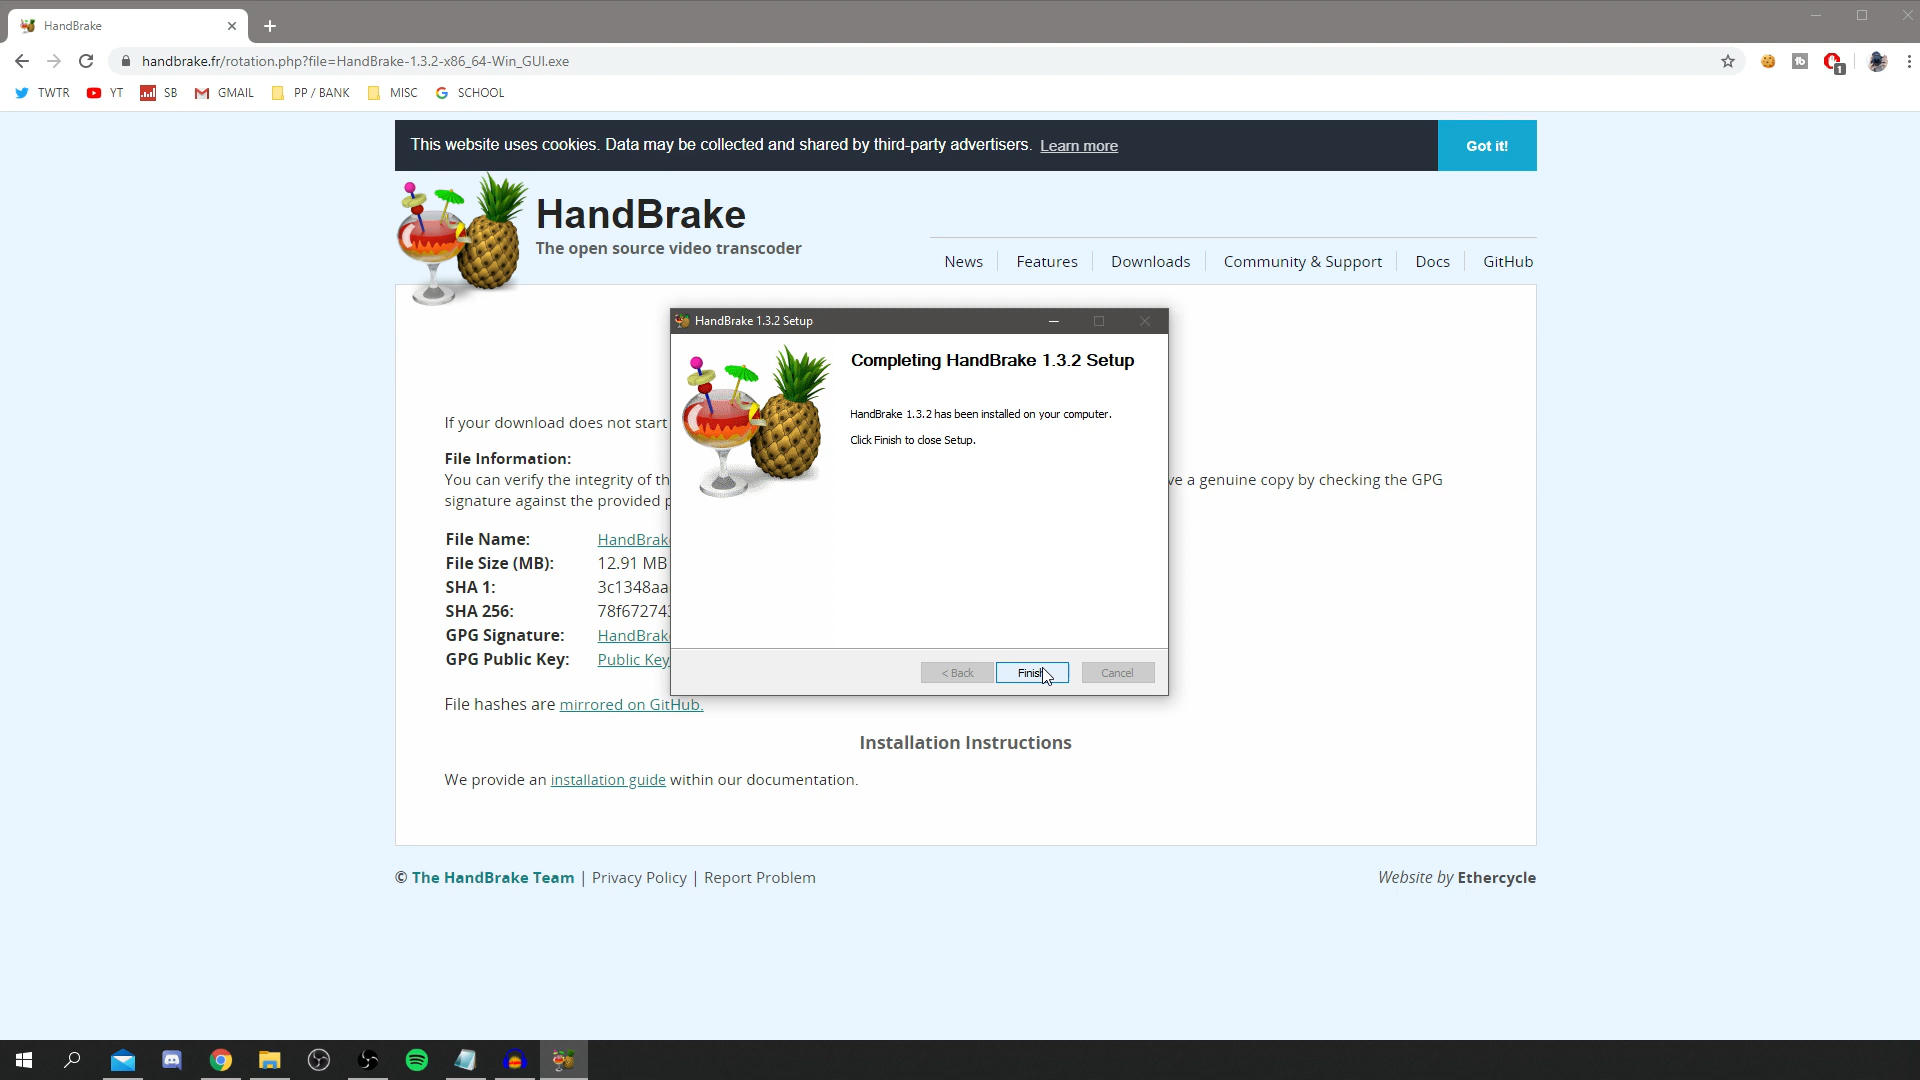 HandBrake
handbrake.fr/rotation.php?file=HandBrake-1.3.2-x86_64-Win_GUI.exe
1
TWTR YT SB GMAIL PP / BANK MISC SCHOOL
This website uses cookies. Data may be collected and shared by third-party advertisers. Learn more
Got it!
HandBrake
The open source video transcoder
News Features Downloads Community & Support Docs GitHub
HandBrake 1.3.2 Setup
Completing HandBrake 1.3.2 Setup
HandBrake 1.3.2 has been installed on your computer.
Click Finish to close Setup.
< Back Finish Cancel
If your download does not start
File Information:
You can verify the integrity of th
ve a genuine copy by checking the GPG
signature against the provided p
File Name: HandBrak
File Size (MB): 12.91 MB
SHA 1: 3c1348aa
SHA 256: 78f67274
GPG Signature: HandBrak
GPG Public Key: Public Key
File hashes are mirrored on GitHub.
Installation Instructions
We provide an installation guide within our documentation.
© The HandBrake Team | Privacy Policy | Report Problem
Website by Ethercycle